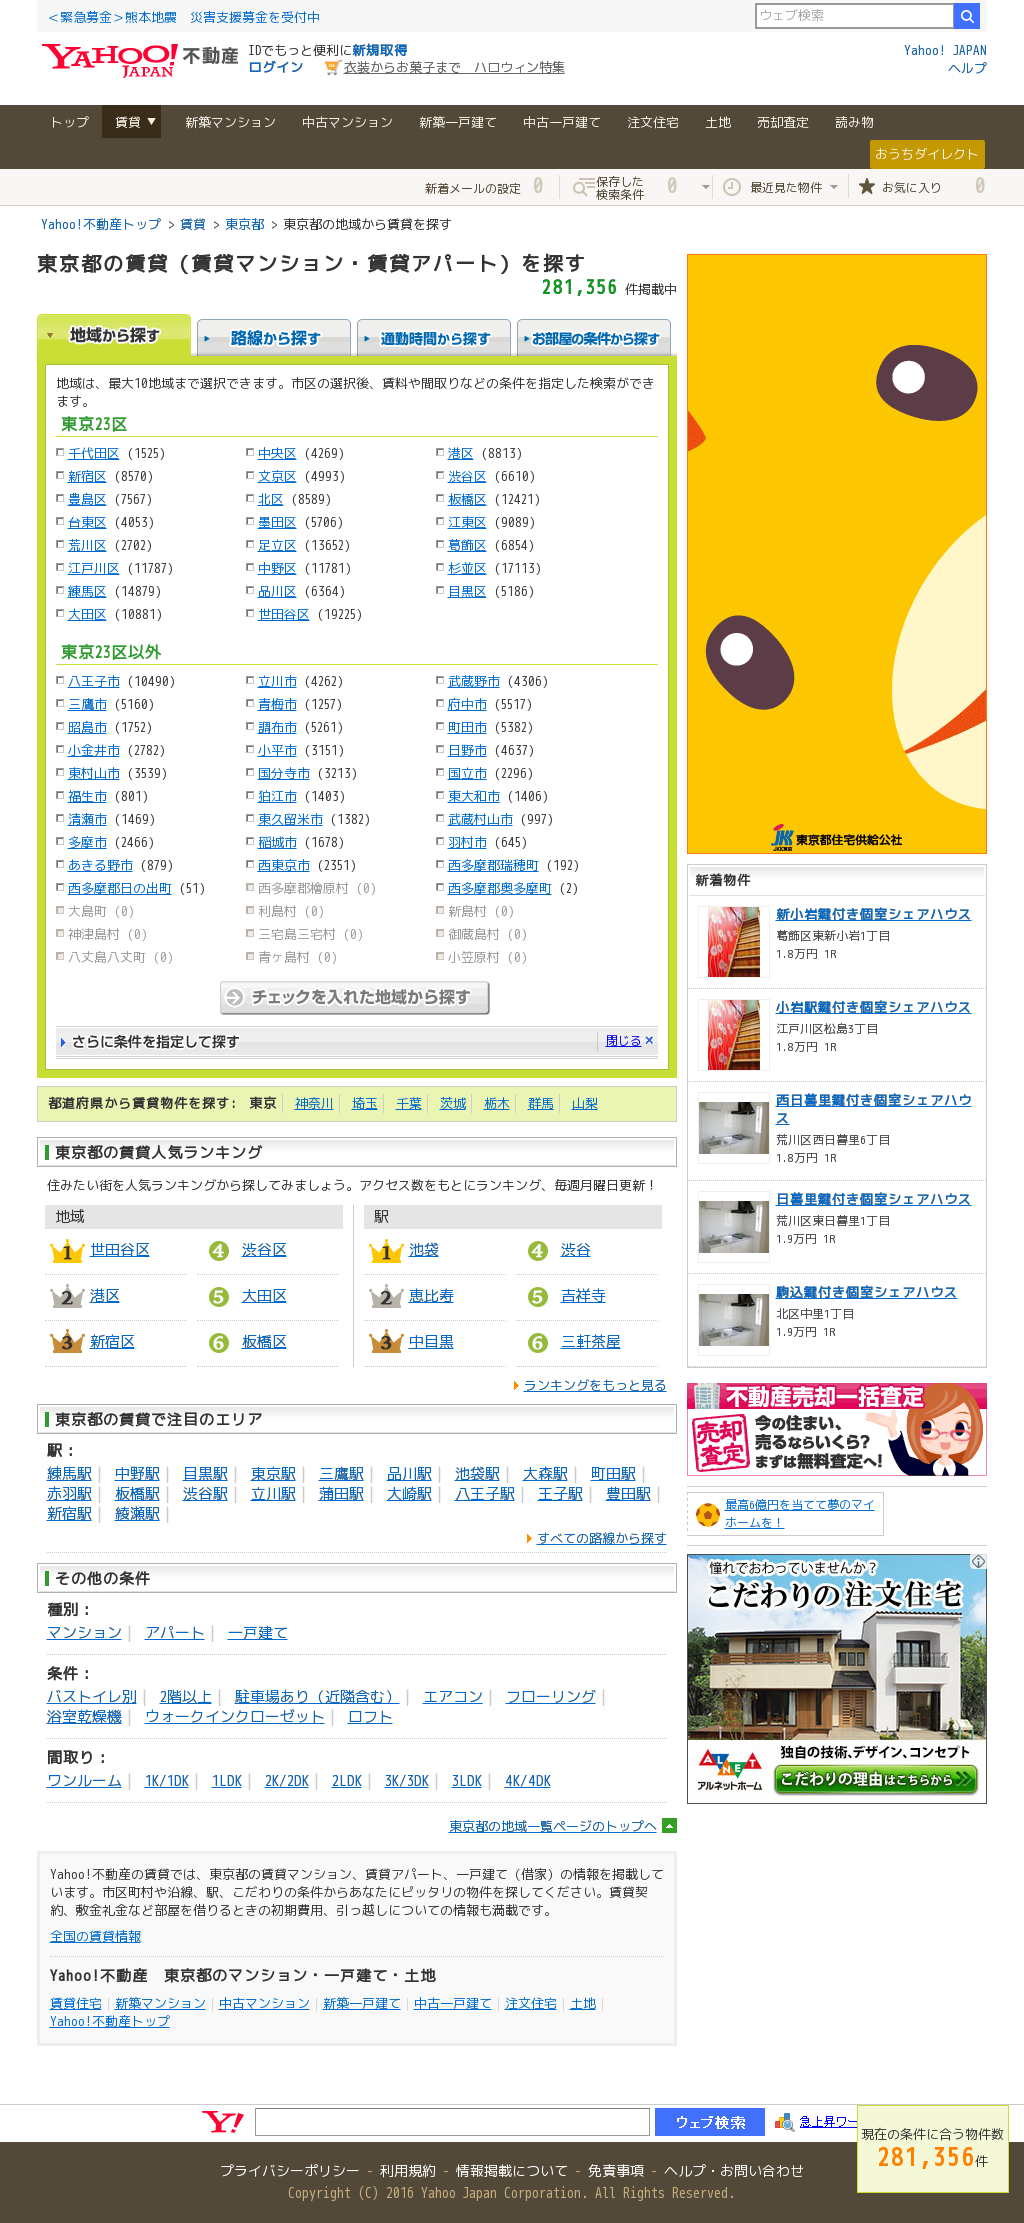 ＜緊急募金＞熊本地震　災害支援募金を受付中
ウェブ検索
YAHOO! JAPAN 不動産
IDでもっと便利に新規取得
ログイン
衣装からお菓子まで　ハロウィン特集
Yahoo! JAPAN
ヘルプ
トップ 賃貸 ▼ 新築マンション 中古マンション 新築一戸建て 中古一戸建て 注文住宅 土地 売却査定 読み物
おうちダイレクト
新着メールの設定 0 保存した検索条件 0 最近見た物件 お気に入り 0
Yahoo!不動産トップ > 賃貸 > 東京都 > 東京都の地域から賃貸を探す
東京都の賃貸（賃貸マンション・賃貸アパート）を探す
281,356 件掲載中
地域から探す 路線から探す 通勤時間から探す お部屋の条件から探す
地域は、最大10地域まで選択できます。市区の選択後、賃料や間取りなどの条件を指定した検索ができ
ます。
東京23区
千代田区 (1525) 中央区 (4269) 港区 (8813)
新宿区 (8570) 文京区 (4993) 渋谷区 (6610)
豊島区 (7567) 北区 (8589) 板橋区 (12421)
台東区 (4053) 墨田区 (5706) 江東区 (9089)
荒川区 (2702) 足立区 (13652) 葛飾区 (6854)
江戸川区 (11787) 中野区 (11781) 杉並区 (17113)
練馬区 (14879) 品川区 (6364) 目黒区 (5186)
大田区 (10881) 世田谷区 (19225)
東京23区以外
八王子市 (10490) 立川市 (4262) 武蔵野市 (4306)
三鷹市 (5160) 青梅市 (1257) 府中市 (5517)
昭島市 (1752) 調布市 (5261) 町田市 (5382)
小金井市 (2782) 小平市 (3151) 日野市 (4637)
東村山市 (3539) 国分寺市 (3213) 国立市 (2296)
福生市 (801) 狛江市 (1403) 東大和市 (1406)
清瀬市 (1469) 東久留米市 (1382) 武蔵村山市 (997)
多摩市 (2466) 稲城市 (1678) 羽村市 (645)
あきる野市 (879) 西東京市 (2351) 西多摩郡瑞穂町 (192)
西多摩郡日の出町 (51) 西多摩郡檜原村 (0) 西多摩郡奥多摩町 (2)
大島町 (0) 利島村 (0) 新島村 (0)
神津島村 (0) 三宅島三宅村 (0) 御蔵島村 (0)
八丈島八丈町 (0) 青ヶ島村 (0) 小笠原村 (0)
チェックを入れた地域から探す
さらに条件を指定して探す 閉じる ×
都道府県から賃貸物件を探す： 東京 神奈川 埼玉 千葉 茨城 栃木 群馬 山梨
東京都の賃貸人気ランキング
住みたい街を人気ランキングから探してみましょう。アクセス数をもとにランキング、毎週月曜日更新！
地域 駅
1 世田谷区 4 渋谷区 1 池袋 4 渋谷
2 港区 5 大田区 2 恵比寿 5 吉祥寺
3 新宿区 6 板橋区 3 中目黒 6 三軒茶屋
ランキングをもっと見る
東京都の賃貸で注目のエリア
駅：
練馬駅｜ 中野駅｜ 目黒駅｜ 東京駅｜ 三鷹駅｜ 品川駅｜ 池袋駅｜ 大森駅｜ 町田駅｜
赤羽駅｜ 板橋駅｜ 渋谷駅｜ 立川駅｜ 蒲田駅｜ 大崎駅｜ 八王子駅｜ 王子駅｜ 豊田駅｜
新宿駅｜ 綾瀬駅｜
すべての路線から探す
その他の条件
種別：
マンション｜ アパート｜ 一戸建て
条件：
バストイレ別｜ 2階以上｜ 駐車場あり（近隣含む）｜ エアコン｜ フローリング｜
浴室乾燥機｜ ウォークインクローゼット｜ ロフト
間取り：
ワンルーム｜ 1K/1DK｜ 1LDK｜ 2K/2DK｜ 2LDK｜ 3K/3DK｜ 3LDK｜ 4K/4DK
東京都の地域一覧ページのトップへ
Yahoo!不動産の賃貸では、東京都の賃貸マンション、賃貸アパート、一戸建て（借家）の情報を掲載して
います。市区町村や沿線、駅、こだわりの条件からあなたにピッタリの物件を探してください。賃貸契
約、敷金礼金など部屋を借りるときの初期費用、引っ越しについての情報も満載です。
全国の賃貸情報
Yahoo!不動産　東京都のマンション・一戸建て・土地
賃貸住宅｜新築マンション｜中古マンション｜新築一戸建て｜中古一戸建て｜注文住宅｜土地｜
Yahoo!不動産トップ
JKK 東京都住宅供給公社
新着物件
新小岩鍵付き個室シェアハウス
葛飾区東新小岩1丁目
1.8万円 1R
小岩駅鍵付き個室シェアハウス
江戸川区松島3丁目
1.8万円 1R
西日暮里鍵付き個室シェアハウ
ス
荒川区西日暮里6丁目
1.8万円 1R
日暮里鍵付き個室シェアハウス
荒川区東日暮里1丁目
1.9万円 1R
駒込鍵付き個室シェアハウス
北区中里1丁目
1.9万円 1R
不動産売却一括査定
売却査定
今の住まい、
売るならいくら？
まずは無料査定へ！
最高6億円を当てて夢のマイ
ホームを！
憧れでおわっていませんか？
こだわりの注文住宅
ALNET アルネットホーム
独自の技術、デザイン、コンセプト
こだわりの理由はこちらから
Y! ウェブ検索 急上昇ワー
現在の条件に合う物件数
281,356件
プライバシーポリシー - 利用規約 - 情報掲載について - 免責事項 - ヘルプ・お問い合わせ
Copyright (C) 2016 Yahoo Japan Corporation. All Rights Reserved.